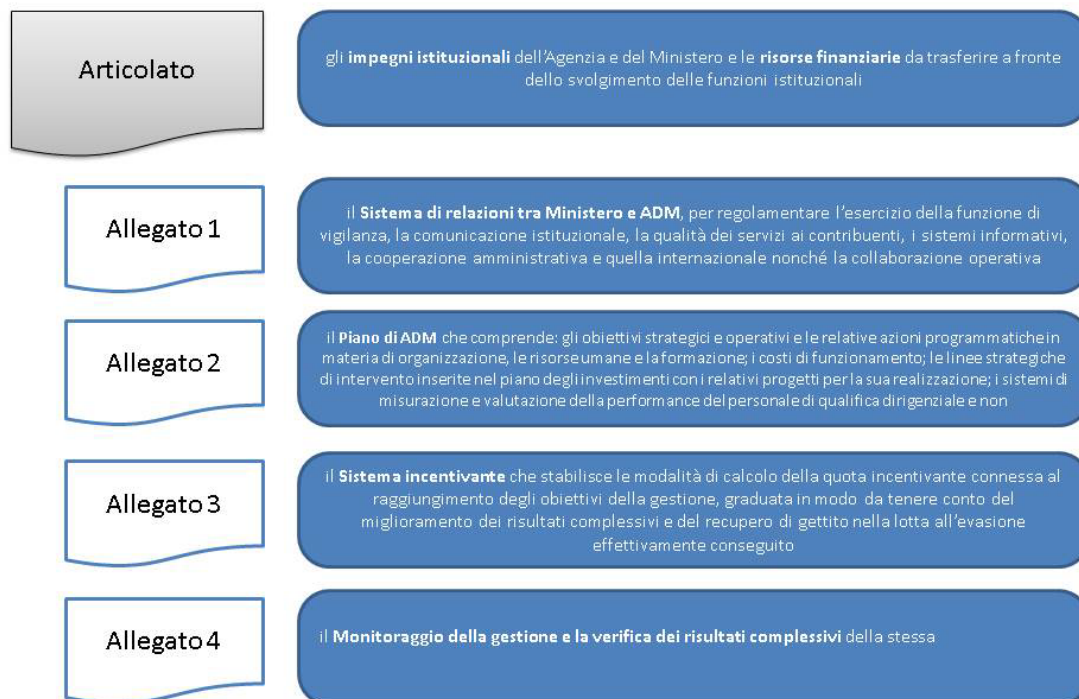 Articolato
gli impegni istituzionali dell'Agenzia e del Ministero e le risorse finanziarie da trasferire a fronte
dello svolgimento delle funzioni istituzionali
Allegato 1
il Sistema di relazioni tra Ministero e ADM, per regolamentare l'esercizio della funzione di
vigilanza, la comunicazione istituzionale, la qualità dei servizi ai contribuenti, i sistemi informativi,
la cooperazione amministrativa e quella internazionale nonché la collaborazione operativa
Allegato 2
il Piano di ADM che comprende: gli obiettivi strategici e operativi e le relative azioni programmatiche in
materia di organizzazione, le risorse umane e la formazione; i costi di funzionamento; le linee strategiche
di intervento inserite nel piano degli investimenti con i relativi progetti per la sua realizzazione; i sistemi di
misurazione e valutazione della performance del personale di qualifica dirigenziale e non
Allegato 3
il Sistema incentivante che stabilisce le modalità di calcolo della quota incentivante connessa al
raggiungimento degli obiettivi della gestione, graduata in modo da tenere conto del
miglioramento dei risultati complessivi e del recupero di gettito nella lotta all'evasione
effettivamente conseguito
Allegato 4
il Monitoraggio della gestione e la verifica dei risultati complessivi della stessa